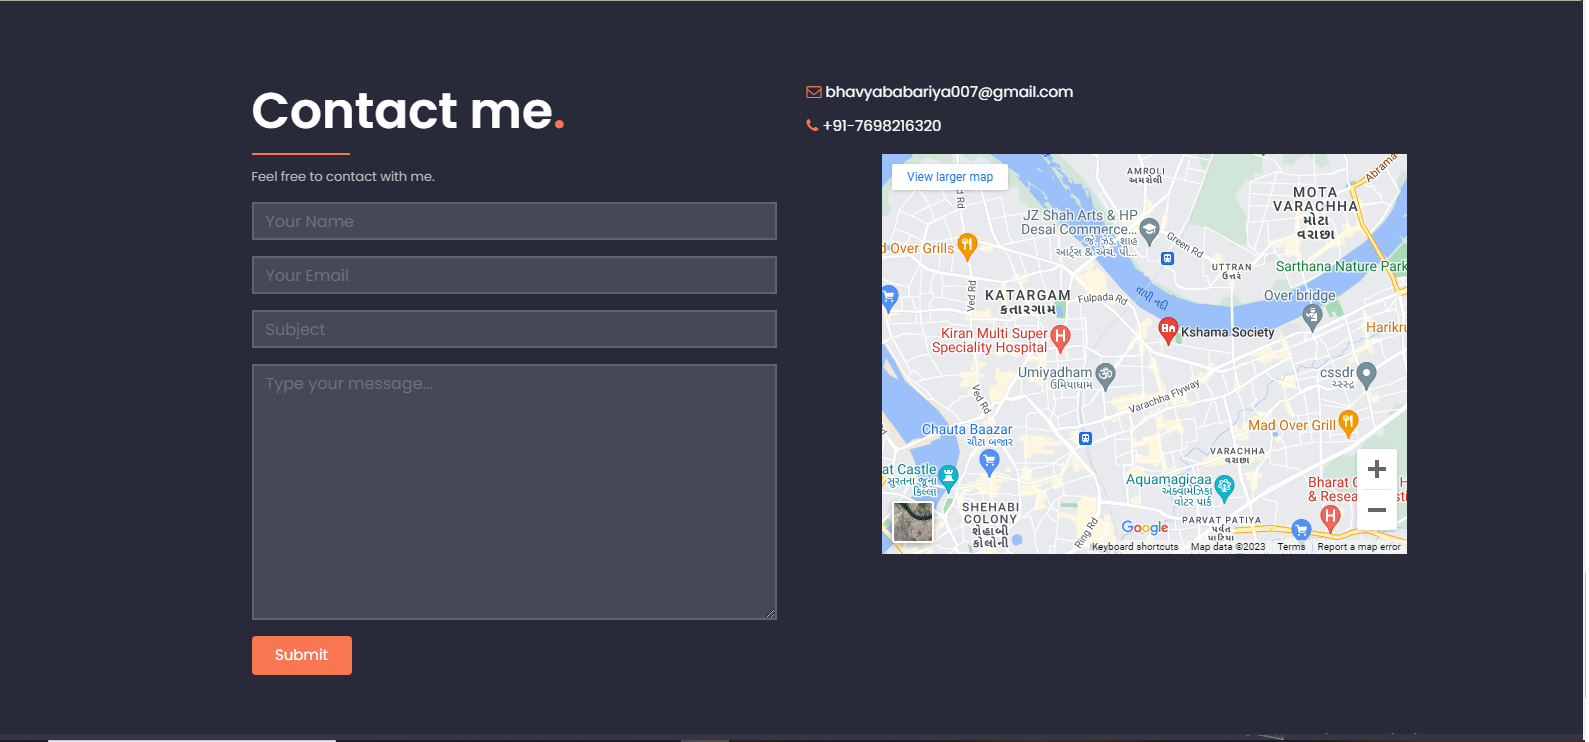 Contact me.
Feel free to contact with me.
Your Name
Your Email
Subject
Type your message...
Submit
bhavyababariya007@gmail.com
+91-7698216320
View larger map
AMROLI
અમરોલી
Abrama
MOTA
VARACHHA
મોટા
વરાછા
Rd
JZ Shah Arts & HP
Desai Commerce...
જે. ઝેડ. શાહ
આર્ટ્સ & એચ. પી...
Green Rd
d Over Grills
UTTRAN
ઉત્તરં
Sarthana Nature Park
Ved Rd
KATARGAM
કતારગામ
Fulpada Rd
તાપી નદી
Over bridge
Kiran Multi Super
Speciality Hospital
Kshama Society
Harikru
Umiyadham
ઉમિયાધામ
cssdr
Ved Rd
Varachha Flyway
Chauta Baazar
ચૌટા બજાર
Mad Over Grill
VARACHHA
વરાછા
at Castle
સુરતના જૂના
કિલ્લા
Aquamagicaa
એક્વામેઝિકા
વોટર પાર્ક
Bharat C
& Resea
SHEHABI
COLONY
શેહાબી
કોલોની
Ring Rd
Google
PARVAT PATIYA
પર્વત
Keyboard shortcuts
Map data ©2023
Terms
Report a map error